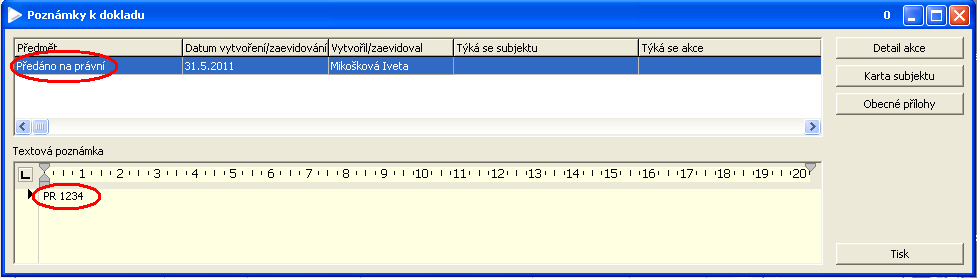 Poznámky k dokladu 0
Předmět Datum vytvoření/zaevidování Vytvořil/zaevidoval Týká se subjektu Týká se akce
Předáno na právní 31.5.2011 Mikošková Iveta
Detail akce
Karta subjektu
Obecné přílohy
Textová poznámka
1 2 3 4 5 6 7 8 9 10 11 12 13 14 15 16 17 18 19 20
PR 1234
Tisk